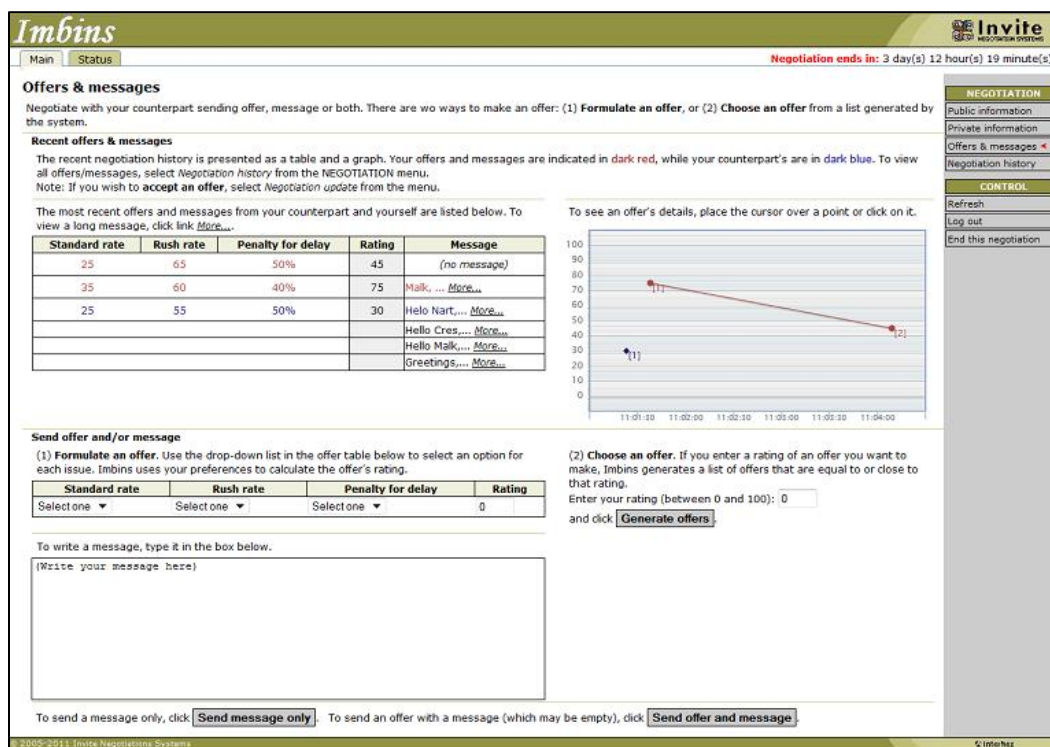 Imbins
Invite
NEGOTIATION SYSTEMS
Main Status
Negotiation ends in: 3 day(s) 12 hour(s) 19 minute(s)
Offers & messages
Negotiate with your counterpart sending offer, message or both. There are wo ways to make an offer: (1) Formulate an offer, or (2) Choose an offer from a list generated by
the system.
Recent offers & messages
The recent negotiation history is presented as a table and a graph. Your offers and messages are indicated in dark red, while your counterpart's are in dark blue. To view
all offers/messages, select Negotiation history from the NEGOTIATION menu.
Note: If you wish to accept an offer, select Negotiation update from the menu.
The most recent offers and messages from your counterpart and yourself are listed below. To
view a long message, click link More....
Standard rate Rush rate Penalty for delay Rating Message
25 65 50% 45 (no message)
35 60 40% 75 Malk, ... More...
25 55 50% 30 Helo Nart,... More...
Hello Cres,... More...
Hello Malk,... More...
Greetings,... More...
To see an offer's details, place the cursor over a point or click on it.
100
90
80
70
60
50
40
30
20
10
0
[1]
[2]
[1]
11:01:30 11:02:00 11:02:30 11:03:00 11:03:30 11:04:00
NEGOTIATION
Public information
Private information
Offers & messages
Negotiation history
CONTROL
Refresh
Log out
End this negotiation
Send offer and/or message
(1) Formulate an offer. Use the drop-down list in the offer table below to select an option for
each issue. Imbins uses your preferences to calculate the offer's rating.
Standard rate Rush rate Penalty for delay Rating
Select one Select one Select one 0
(2) Choose an offer. If you enter a rating of an offer you want to
make, Imbins generates a list of offers that are equal to or close to
that rating.
Enter your rating (between 0 and 100): 0
and click Generate offers.
To write a message, type it in the box below.
(Write your message here)
To send a message only, click Send message only. To send an offer with a message (which may be empty), click Send offer and message.
© 2005-2011 Invite Negotiations Systems